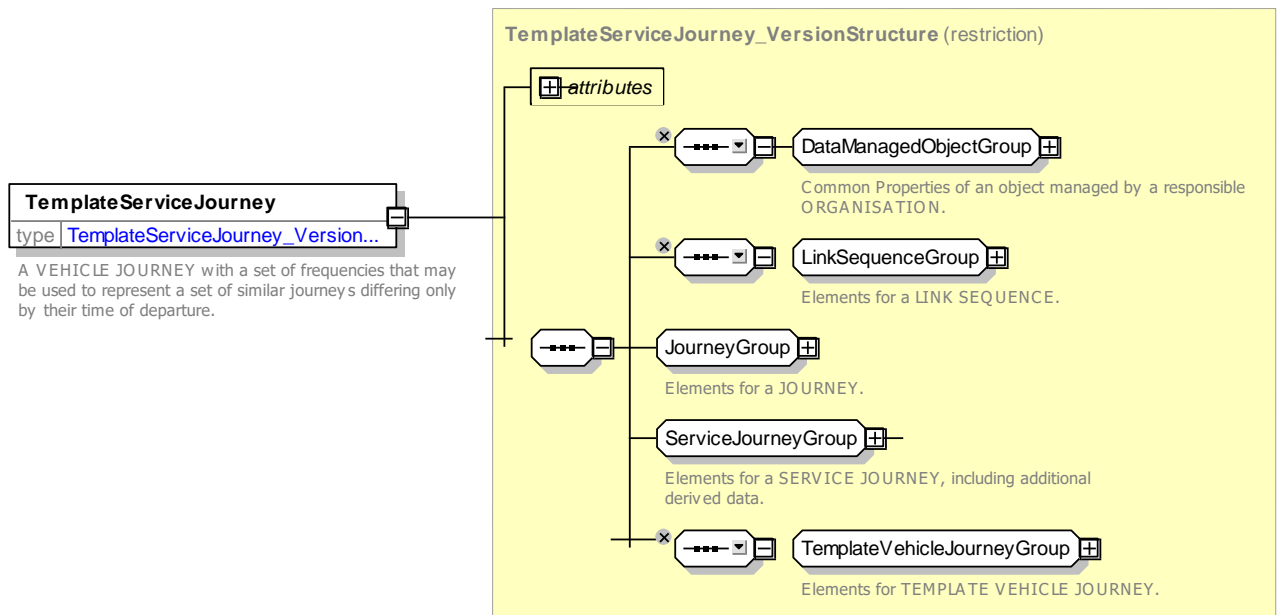 TemplateServiceJourney_VersionStructure (restriction)
attributes
DataManagedObjectGroup
Common Properties of an object managed by a responsible
ORGANISATION.
TemplateServiceJourney
type TemplateServiceJourney_Version...
A VEHICLE JOURNEY with a set of frequencies that may
be used to represent a set of similar journeys differing only
by their time of departure.
LinkSequenceGroup
Elements for a LINK SEQUENCE.
JourneyGroup
Elements for a JOURNEY.
ServiceJourneyGroup
Elements for a SERVICE JOURNEY, including additional
derived data.
TemplateVehicleJourneyGroup
Elements for TEMPLATE VEHICLE JOURNEY.